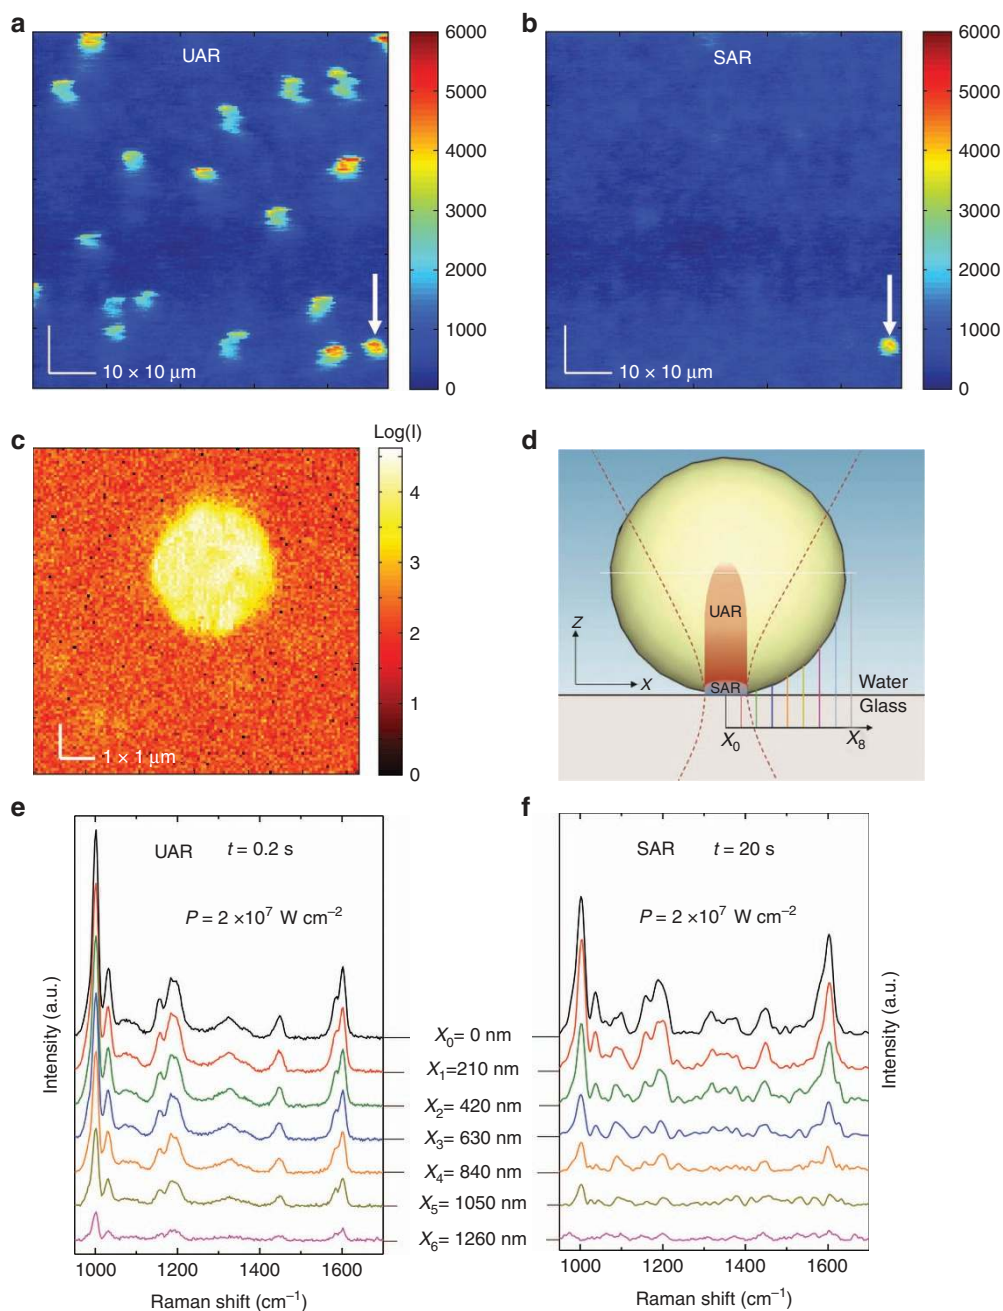 a
UAR
10 × 10 µm
6000
5000
4000
3000
2000
1000
0
b
SAR
10 × 10 µm
6000
5000
4000
3000
2000
1000
0
c
Log(I)
4
3
2
1
0
1 × 1 µm
d
UAR
SAR
Z
X
Water
Glass
X₀
X₈
e
UAR t = 0.2 s
P = 2 ×10⁷ W cm⁻²
Intensity (a.u.)
1000 1200 1400 1600
Raman shift (cm⁻¹)
X₀= 0 nm
X₁= 210 nm
X₂= 420 nm
X₃= 630 nm
X₄= 840 nm
X₅= 1050 nm
X₆= 1260 nm
f
SAR t = 20 s
P = 2 ×10⁷ W cm⁻²
Intensity (a.u.)
1000 1200 1400 1600
Raman shift (cm⁻¹)